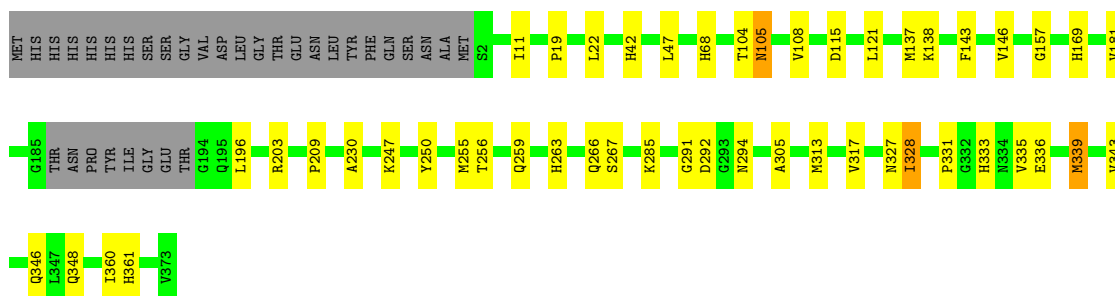 MET HIS HIS HIS HIS HIS HIS SER SER GLY VAL ASP LEU GLY THR GLU ASN LEU TYR PHE GLN SER ASN ALA MET S2 I11 P19 L22 H42 L47 H68 T104 N105 V108 D115 L121 M137 K138 F143 V146 G157 H169 V181
G185 THR ASN PRO TYR ILE GLY GLU THR G194 Q195 L196 R203 P209 A230 K247 Y250 M255 T256 Q259 H263 Q266 S267 K285 G291 D292 G293 N294 A305 M313 V317 N327 I328 P331 G332 H333 N334 V335 E336 M339 V343
Q346 L347 Q348 I360 H361 V373